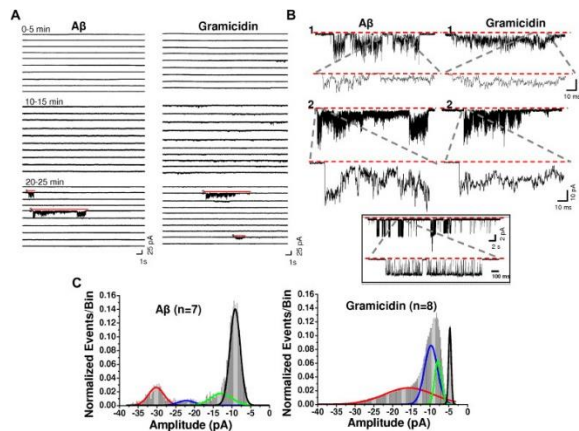 A
Aβ
Gramicidin
0-5 min
10-15 min
20-25 min
25 pA
1s
25 pA
1s
B
Aβ
Gramicidin
1
1
10 ms
2
2
10 pA
10 ms
2 pA
2 s
100 ms
C
Normalized Events/Bin
0.16
0.14
0.12
0.10
0.08
0.06
0.04
0.02
0.00
Aβ (n=7)
-40 -35 -30 -25 -20 -15 -10 -5 0
Amplitude (pA)
Normalized Events/Bin
0.16
0.14
0.12
0.10
0.08
0.06
0.04
0.02
0.00
Gramicidin (n=8)
-40 -35 -30 -25 -20 -15 -10 -5 0
Amplitude (pA)